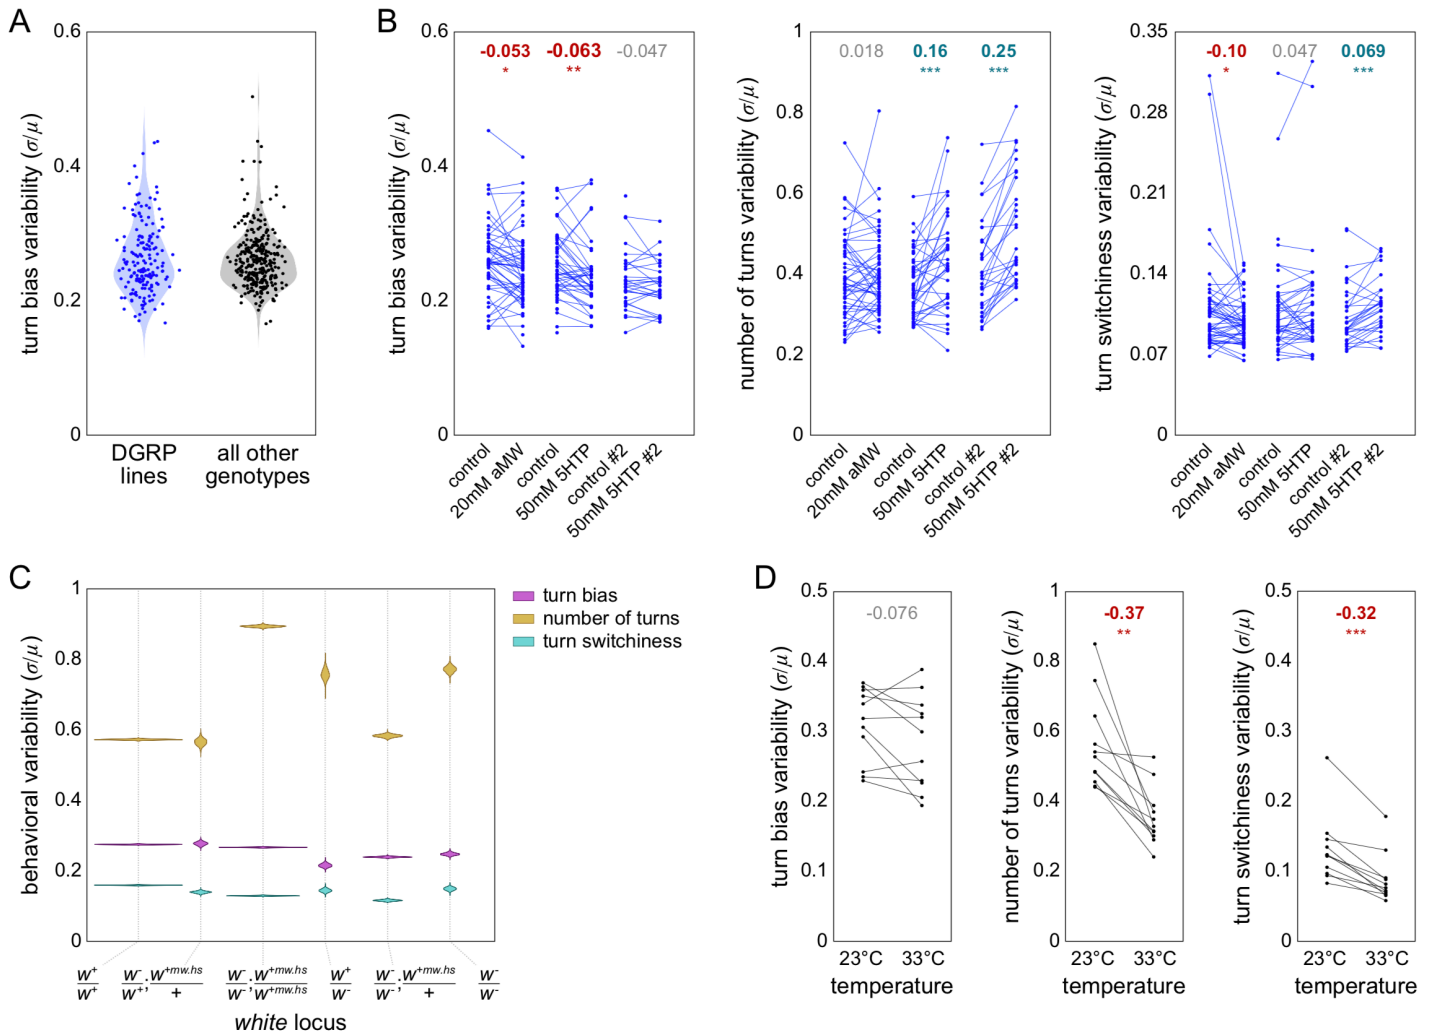 A
0.6
0.4
0.2
0
turn bias variability (σ/μ)
DGRP
lines
all other
genotypes
B
0.6
0.4
0.2
0
turn bias variability (σ/μ)
-0.053
*
-0.063
**
-0.047
control
20mM aMW
control
50mM 5HTP
control #2
50mM 5HTP #2
1
0.8
0.6
0.4
0.2
0
number of turns variability (σ/μ)
0.018
0.16
***
0.25
***
control
20mM aMW
control
50mM 5HTP
control #2
50mM 5HTP #2
0.35
0.28
0.21
0.14
0.07
0
turn switchiness variability (σ/μ)
-0.10
*
0.047
0.069
***
control
20mM aMW
control
50mM 5HTP
control #2
50mM 5HTP #2
C
1
0.8
0.6
0.4
0.2
0
behavioral variability (σ/μ)
turn bias
number of turns
turn switchiness
w+ w- w+mw.hs w- w+mw.hs w+ w- w+mw.hs w-
w+ w+ ; + w- ; w+mw.hs w- w- ; + w-
white locus
D
0.5
0.4
0.3
0.2
0.1
0
turn bias variability (σ/μ)
-0.076
23°C 33°C
temperature
1
0.8
0.6
0.4
0.2
0
number of turns variability (σ/μ)
-0.37
**
23°C 33°C
temperature
0.5
0.4
0.3
0.2
0.1
0
turn switchiness variability (σ/μ)
-0.32
***
23°C 33°C
temperature